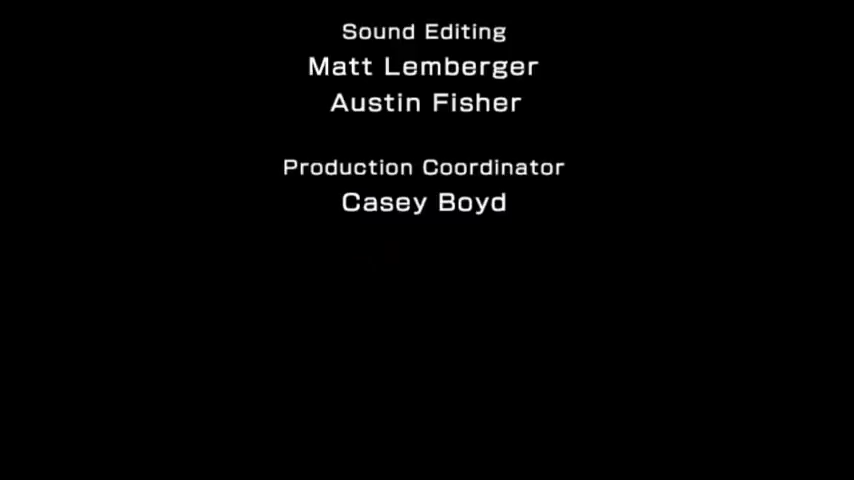 Sound Editing
Matt Lemberger
Austin Fisher
Production Coordinator
Casey Boyd